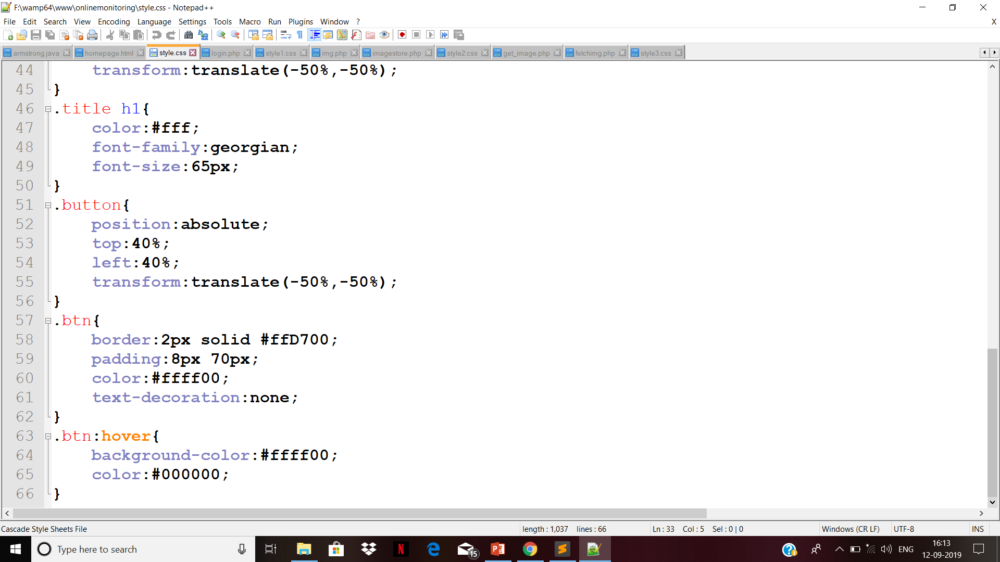 F:\wamp64\www\onlinemonitoring\style.css - Notepad++
File Edit Search View Encoding Language Settings Tools Macro Run Plugins Window ? X
armstrong.java homepage.html style.css login.php style1.css img.php imagestore.php style2.css get_image.php fetchimg.php style3.css
44 transform:translate(-50%,-50%);
45 }
46 .title h1{
47 color:#fff;
48 font-family:georgian;
49 font-size:65px;
50 }
51 .button{
52 position:absolute;
53 top:40%;
54 left:40%;
55 transform:translate(-50%,-50%);
56 }
57 .btn{
58 border:2px solid #ffD700;
59 padding:8px 70px;
60 color:#ffff00;
61 text-decoration:none;
62 }
63 .btn:hover{
64 background-color:#ffff00;
65 color:#000000;
66 }
Cascade Style Sheets File length : 1,037 lines : 66 Ln : 33 Col : 5 Sel : 0 | 0 Windows (CR LF) UTF-8 INS
Type here to search 15 ENG 16:13
12-09-2019